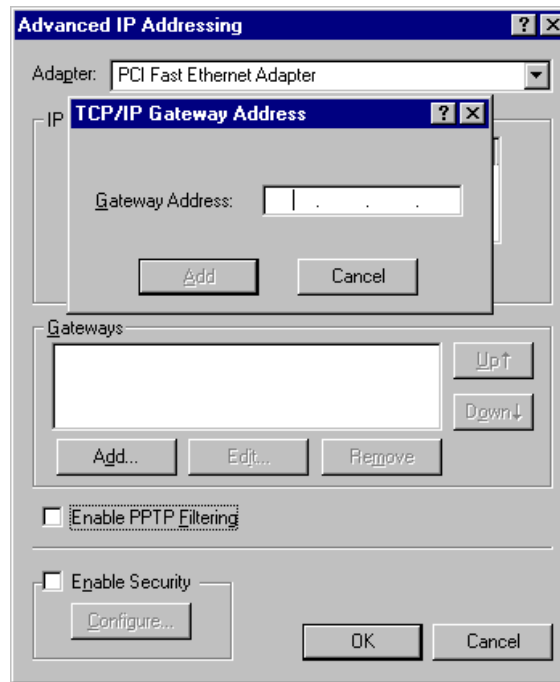 Advanced IP Addressing
Adapter: PCI Fast Ethernet Adapter
IP
TCP/IP Gateway Address
Gateway Address: . . .
Add Cancel
Gateways
Up↑
Down↓
Add... Edit... Remove
Enable PPTP Filtering
Enable Security
Configure...
OK Cancel